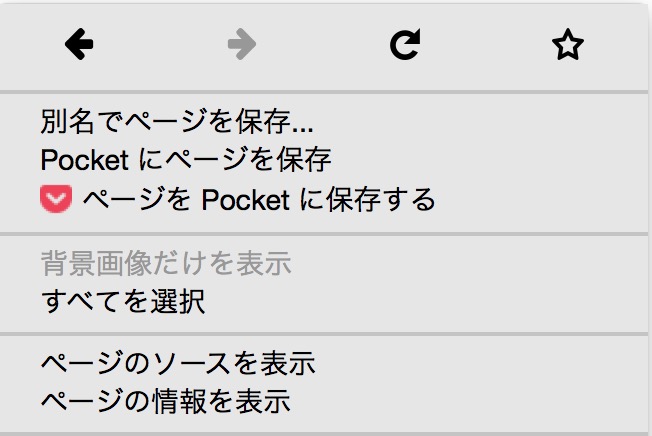 別名でページを保存...
Pocket にページを保存
ページを Pocket に保存する
背景画像だけを表示
すべてを選択
ページのソースを表示
ページの情報を表示